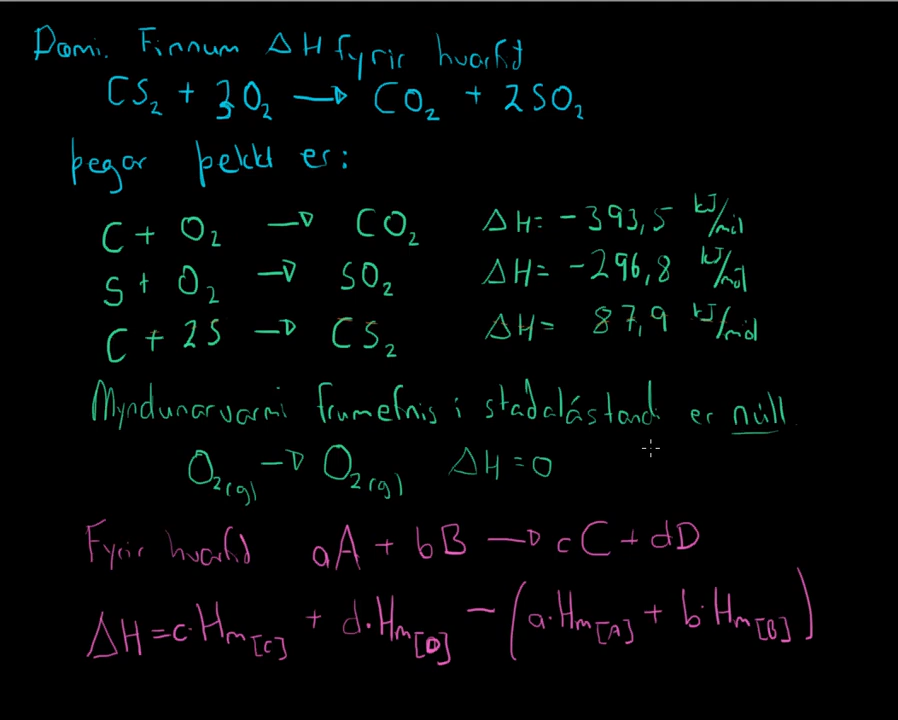 Dæmi. Finnum ΔH fyrir hvarfið
CS₂ + 3O₂ → CO₂ + 2SO₂
þegar þekkt er:
C + O₂ → CO₂ ΔH = -393,5 kJ/mól
S + O₂ → SO₂ ΔH = -296,8 kJ/mól
C + 2S → CS₂ ΔH = 87,9 kJ/mól
Myndunarvarmi frumefnis í staðalástandi er núll
O₂(g) → O₂(g) ΔH = 0
Fyrir hvarfið aA + bB → cC + dD
ΔH = c·Hm[C] + d·Hm[D] - (a·Hm[A] + b·Hm[B])